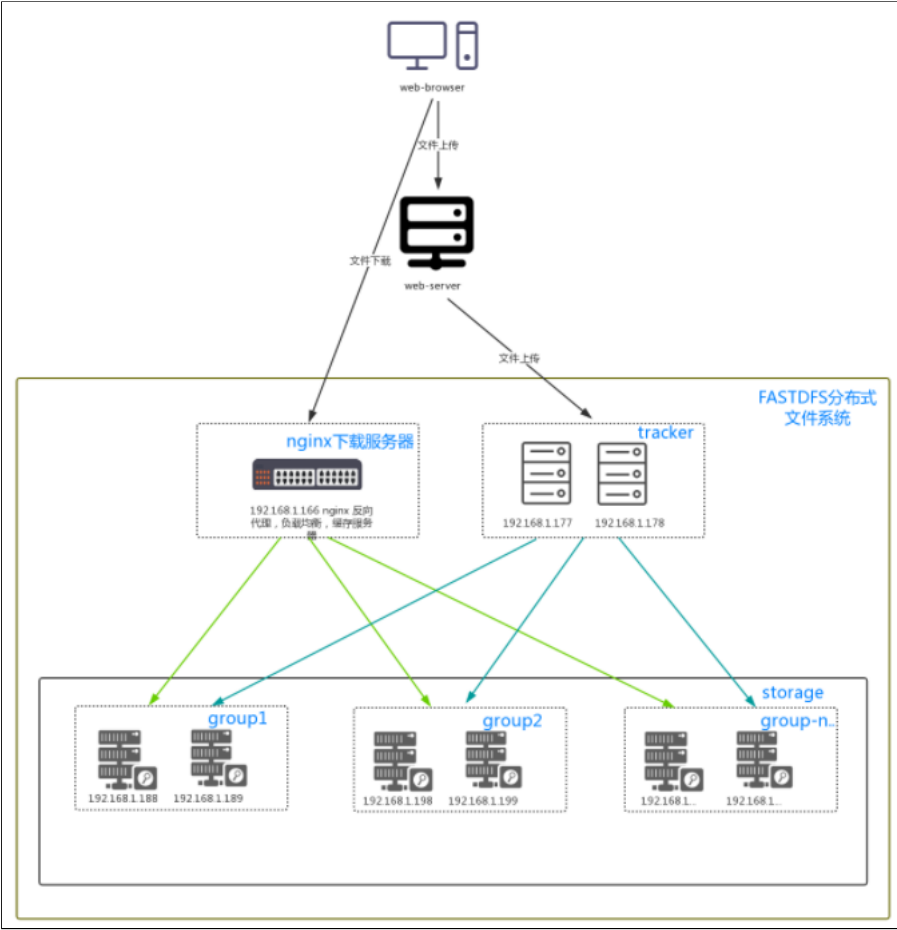 web-browser
文件上传
文件下载
web-server
文件上传
FASTDFS分布式
文件系统
nginx下载服务器
192.168.1.166 nginx 反向
代理，负载均衡，缓存服务
器
tracker
192.168.1.177
192.168.1.178
storage
group1
192.168.1.188
192.168.1.189
group2
192.168.1.198
192.168.1.199
group-n..
192.168.1...
192.168.1...